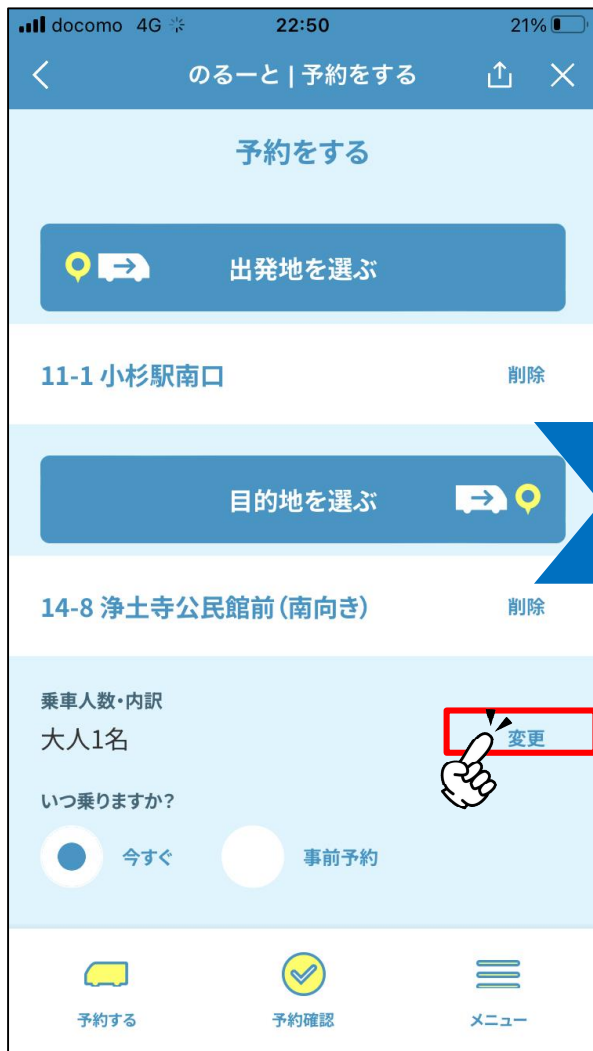 docomo 4G 22:50 21%
のるーと | 予約をする
予約をする
出発地を選ぶ
11-1 小杉駅南口 削除
目的地を選ぶ
14-8 浄土寺公民館前（南向き） 削除
乗車人数・内訳
大人1名 変更
いつ乗りますか？
今すぐ 事前予約
予約する 予約確認 メニュー